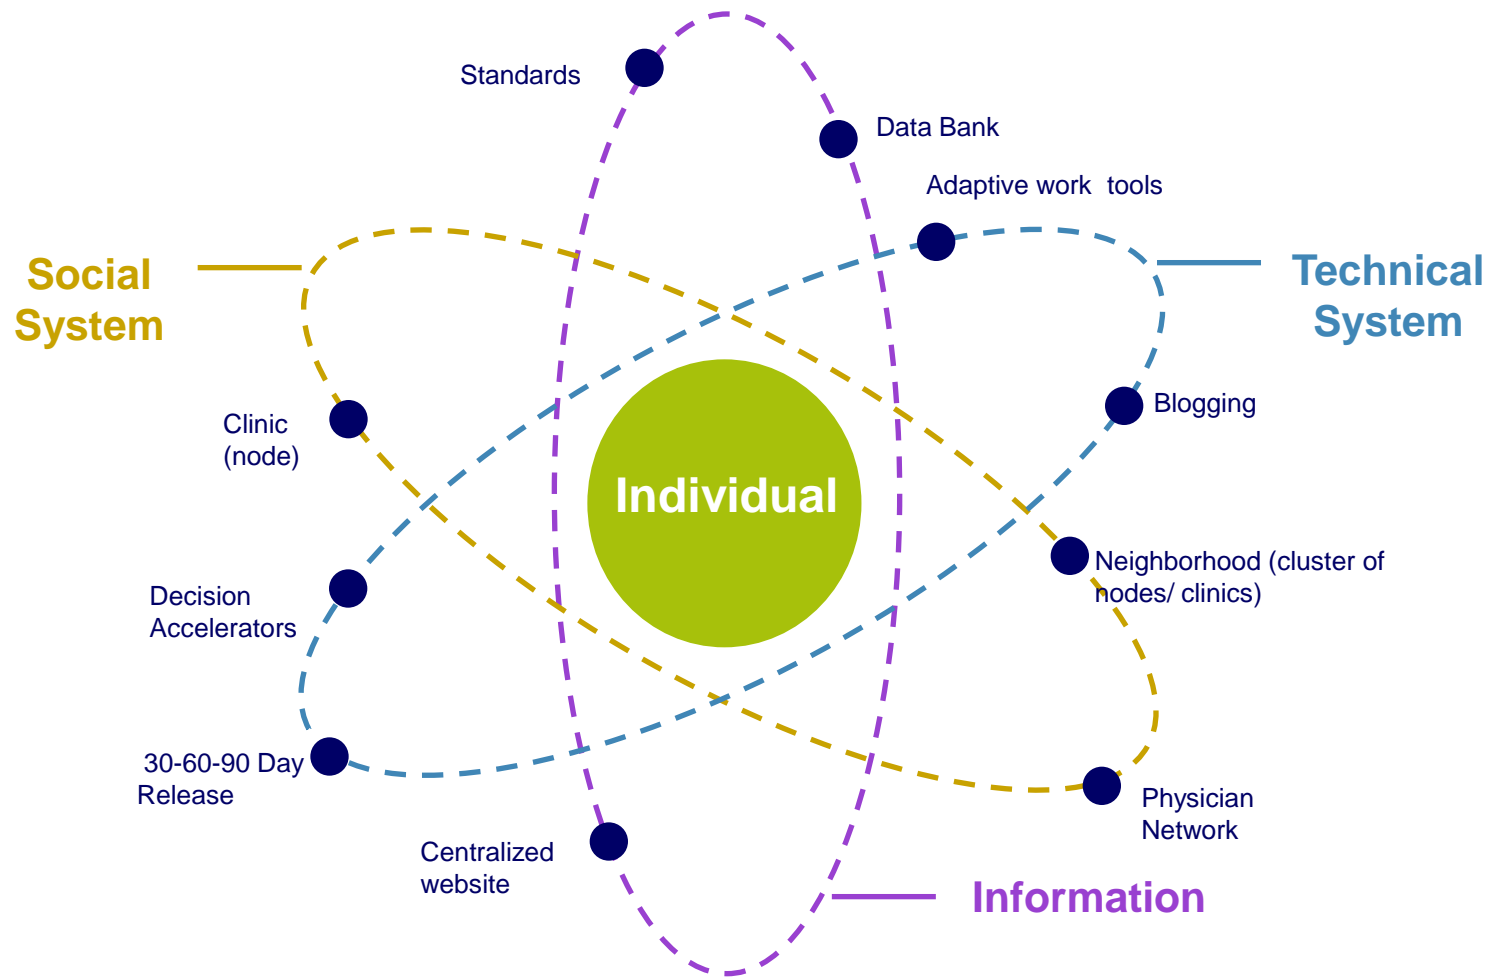 Standards
Data Bank
Adaptive work tools
Social
System
Technical
System
Clinic
(node)
Blogging
Individual
Neighborhood (cluster of
nodes/ clinics)
Decision
Accelerators
30-60-90 Day
Release
Physician
Network
Centralized
website
Information